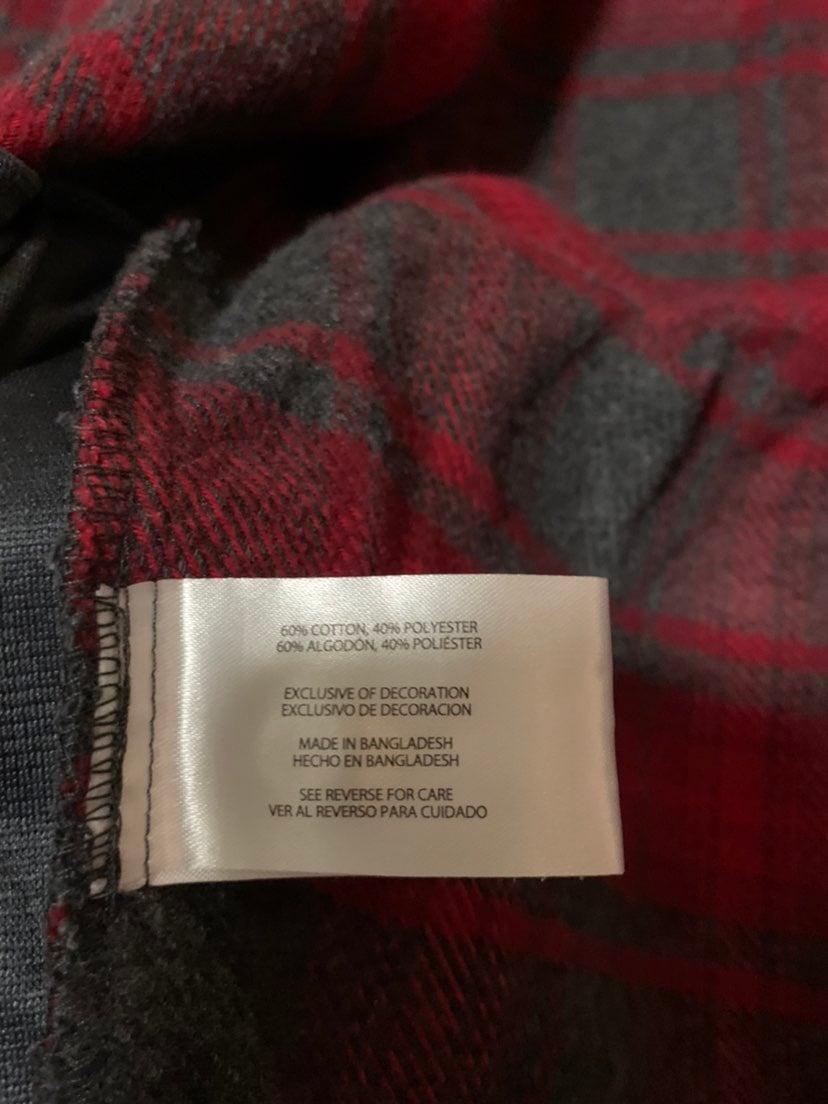 60% COTTON, 40% POLYESTER
60% ALGODÓN, 40% POLIÉSTER
EXCLUSIVE OF DECORATION
EXCLUSIVO DE DECORACION
MADE IN BANGLADESH
HECHO EN BANGLADESH
SEE REVERSE FOR CARE
VER AL REVERSO PARA CUIDADO